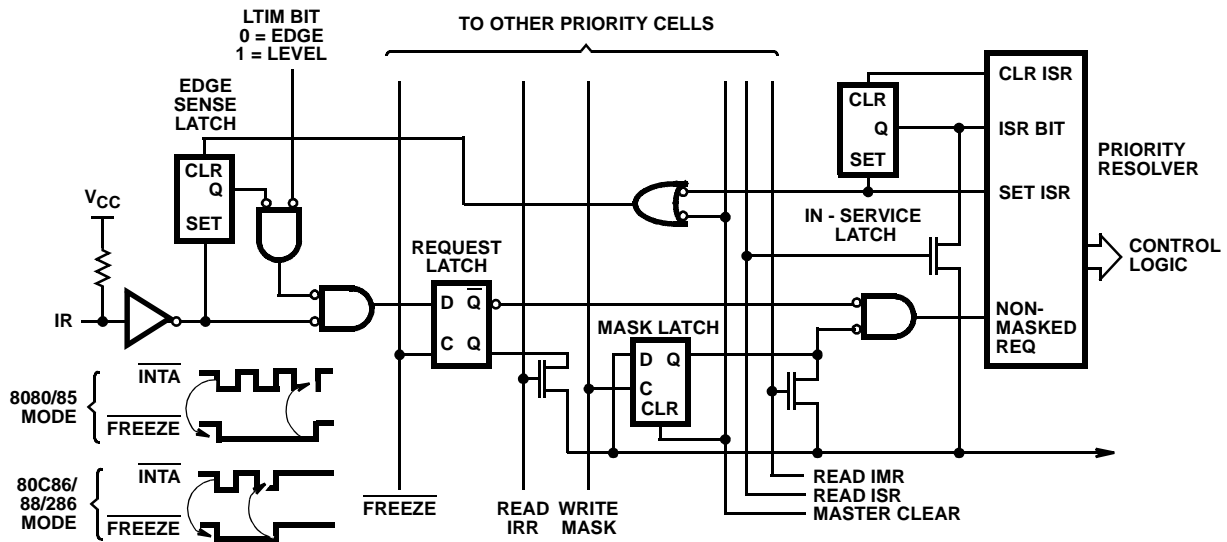 LTIM BIT
0 = EDGE
1 = LEVEL
TO OTHER PRIORITY CELLS
EDGE
SENSE
LATCH
CLR
Q
SET
VCC
IR
REQUEST
LATCH
D Q
C Q
MASK LATCH
D Q
C
CLR
CLR
Q
SET
IN - SERVICE
LATCH
CLR ISR
ISR BIT
SET ISR
NON-
MASKED
REQ
PRIORITY
RESOLVER
CONTROL
LOGIC
8080/85
MODE
INTA
FREEZE
80C86/
88/286
MODE
INTA
FREEZE
FREEZE
READ
IRR
WRITE
MASK
READ IMR
READ ISR
MASTER CLEAR